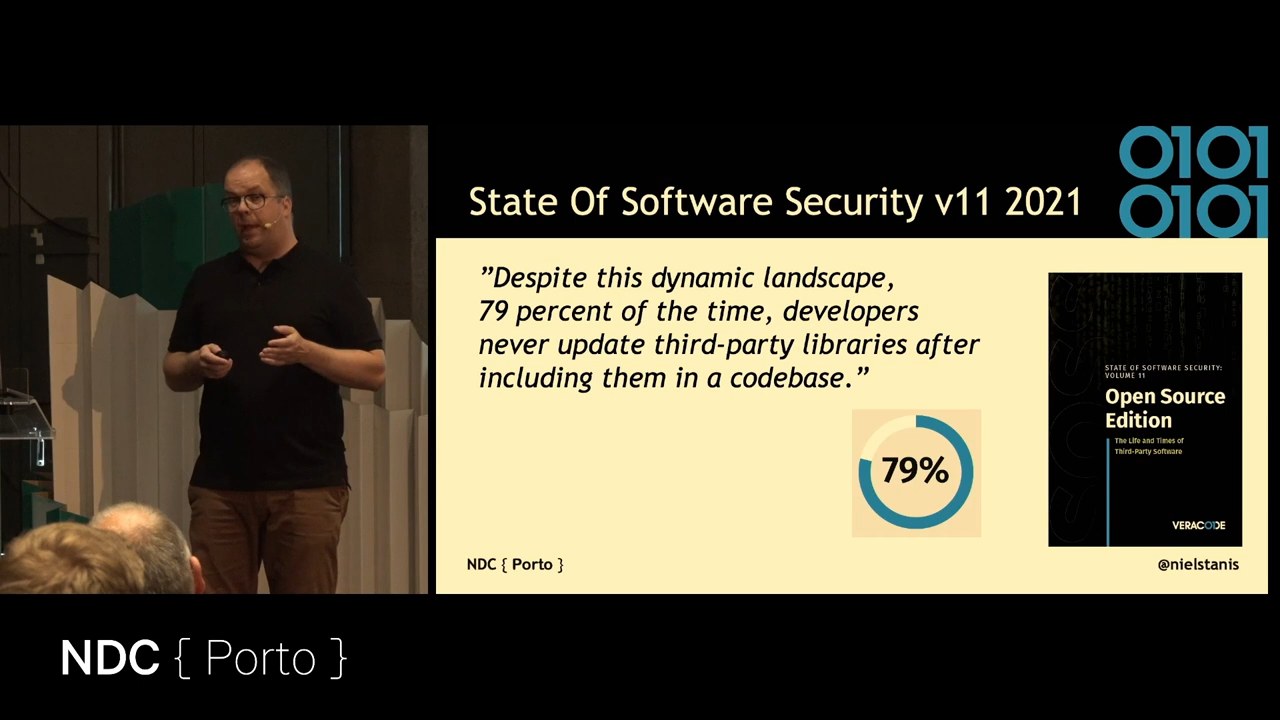 0101
0101
State Of Software Security v11 2021
”Despite this dynamic landscape,
79 percent of the time, developers
never update third-party libraries after
including them in a codebase.”
79%
STATE OF SOFTWARE SECURITY:
VOLUME 11
Open Source
Edition
The Life and Times of
Third-Party Software
VERACODE
NDC { Porto }
@nielstanis
NDC { Porto }